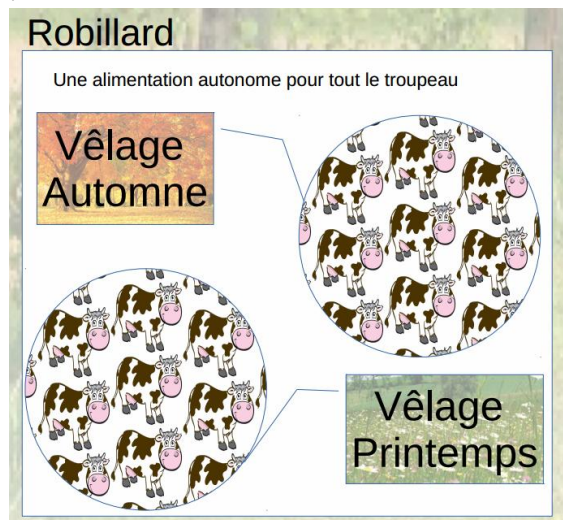 Robillard
Une alimentation autonome pour tout le troupeau
Vêlage
Automne
Vêlage
Printemps